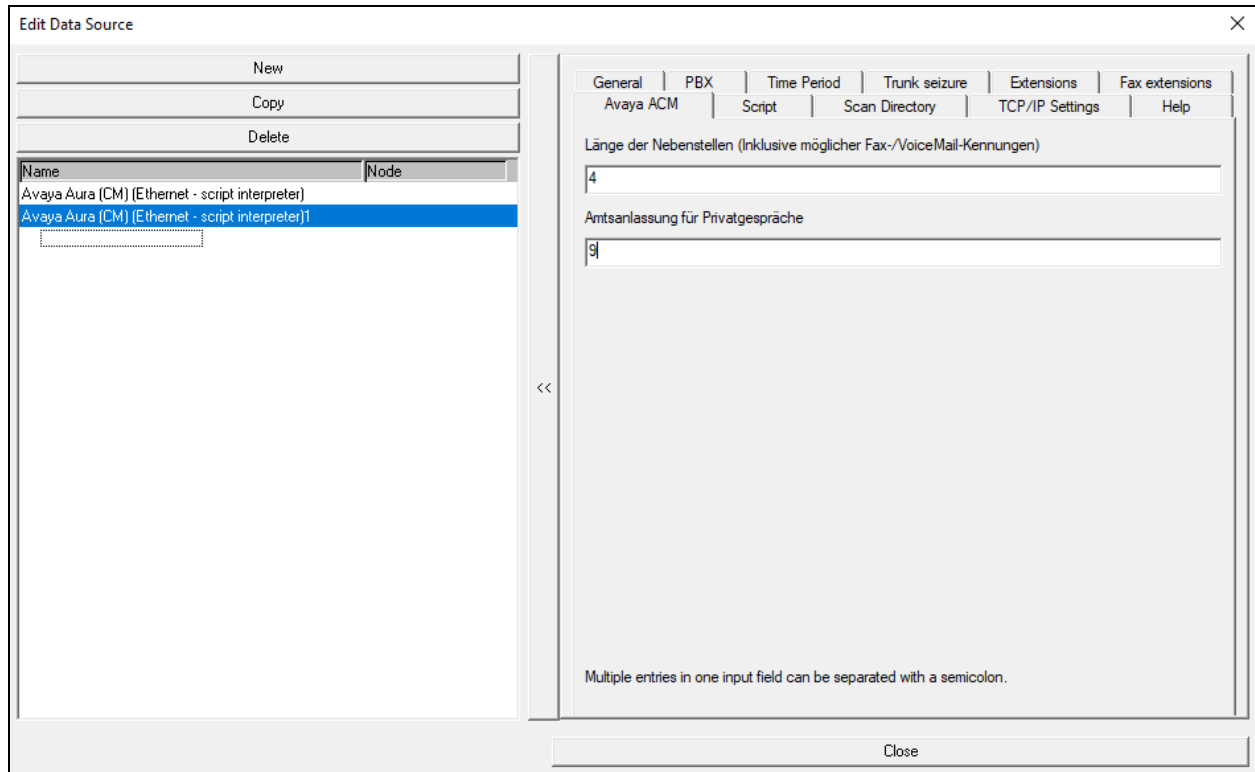 Edit Data Source
New
Copy
Delete
Name Node
Avaya Aura (CM) (Ethernet - script interpreter)
Avaya Aura (CM) (Ethernet - script interpreter)1
<<
General PBX Time Period Trunk seizure Extensions Fax extensions
Avaya ACM Script Scan Directory TCP/IP Settings Help
Länge der Nebenstellen (Inklusive möglicher Fax-/VoiceMail-Kennungen)
4
Amtsanlassung für Privatgespräche
9
Multiple entries in one input field can be separated with a semicolon.
Close